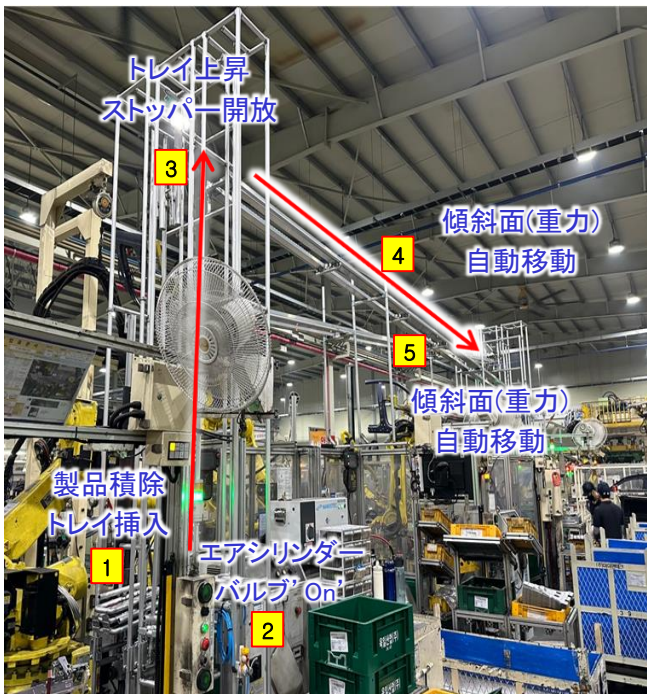 トレイ上昇
ストッパー開放
3
傾斜面(重力)
自動移動
4
5
傾斜面(重力)
自動移動
製品積除
トレイ挿入
1
エアシリンダー
バルブ'On'
2